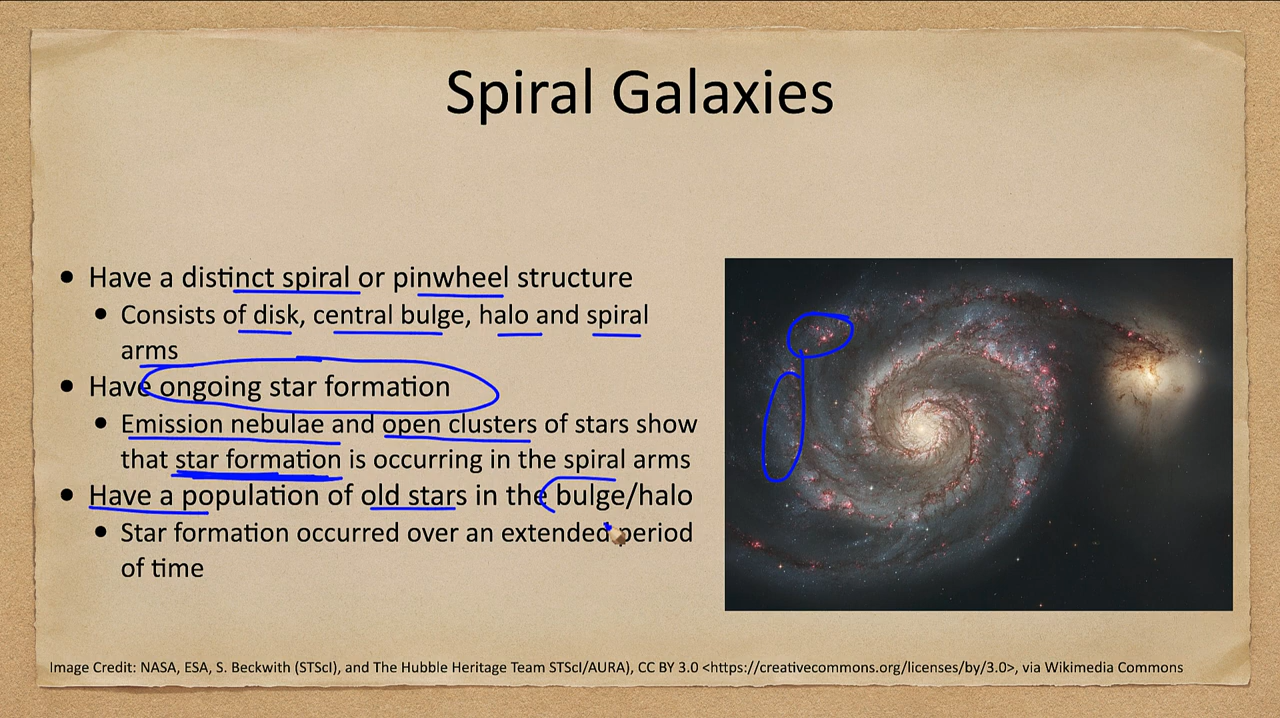 Spiral Galaxies
• Have a distinct spiral or pinwheel structure
• Consists of disk, central bulge, halo and spiral
arms
• Have ongoing star formation
• Emission nebulae and open clusters of stars show
that star formation is occurring in the spiral arms
• Have a population of old stars in the bulge/halo
• Star formation occurred over an extended period
of time
Image Credit: NASA, ESA, S. Beckwith (STScI), and The Hubble Heritage Team STScI/AURA), CC BY 3.0 <https://creativecommons.org/licenses/by/3.0>, via Wikimedia Commons